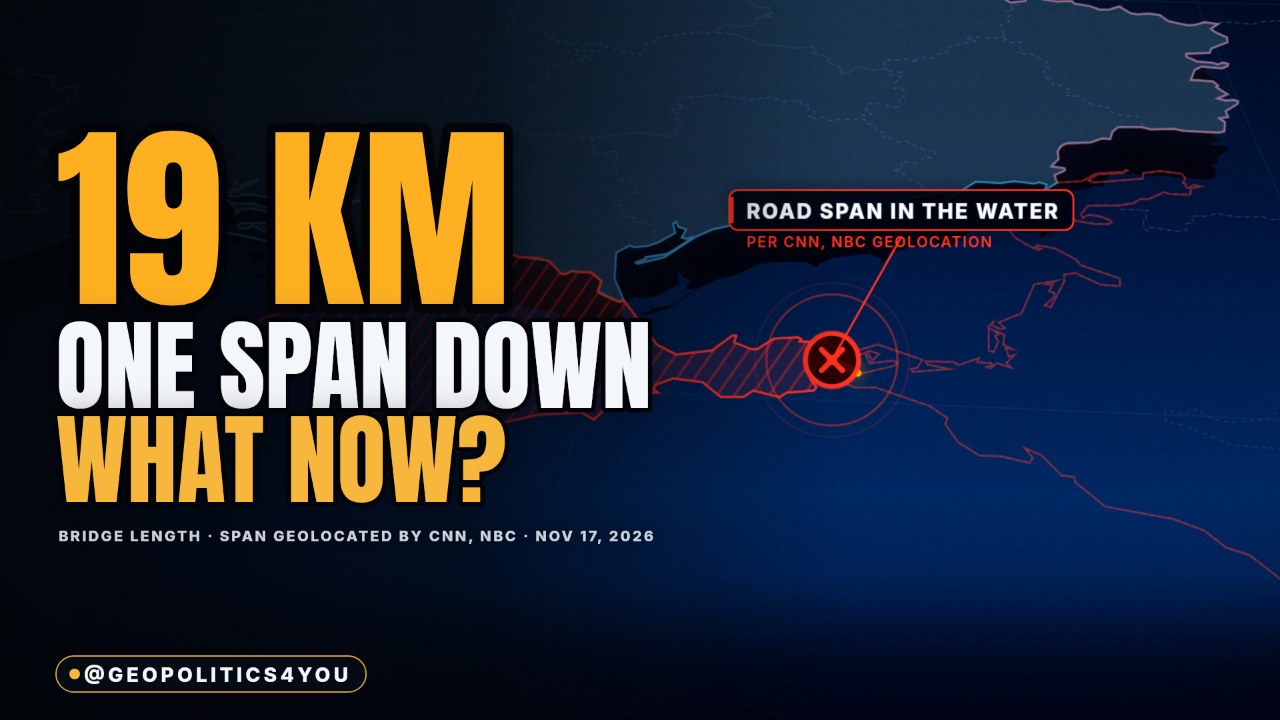 19 KM
ONE SPAN DOWN
WHAT NOW?
BRIDGE LENGTH · SPAN GEOLOCATED BY CNN, NBC · NOV 17, 2026
ROAD SPAN IN THE WATER
PER CNN, NBC GEOLOCATION
@GEOPOLITICS4YOU